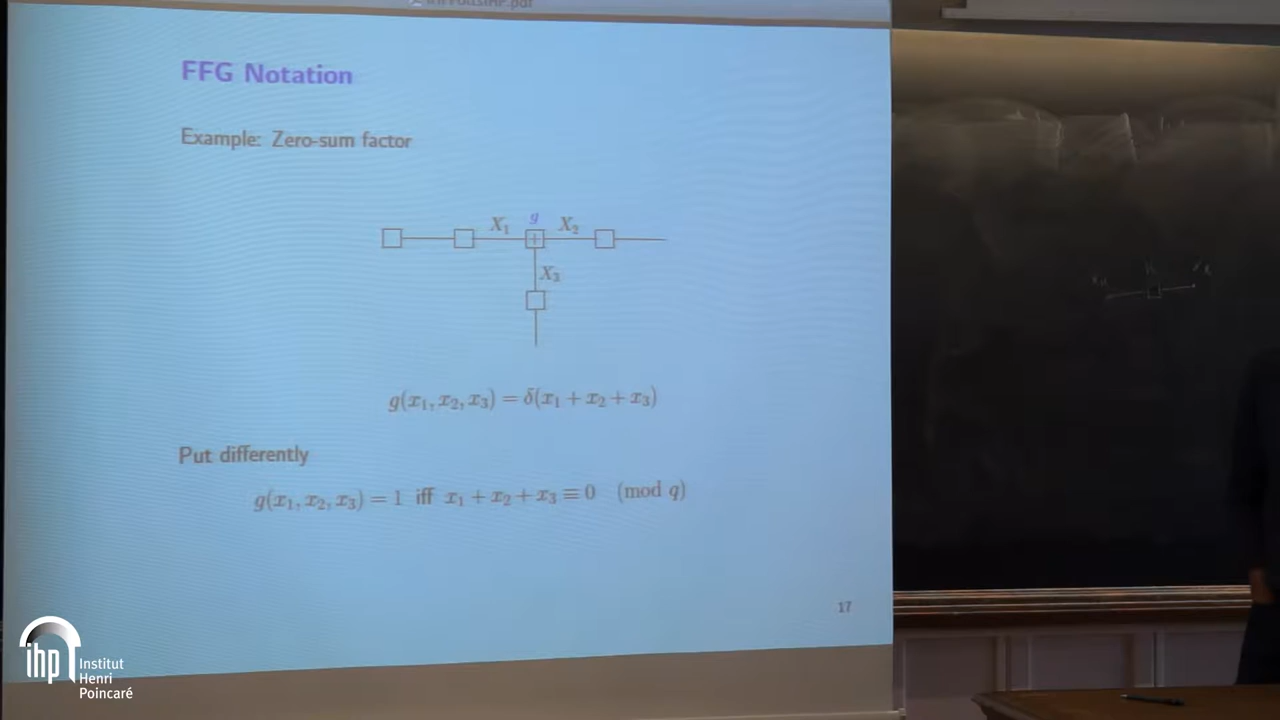 FFG Notation
Example: Zero-sum factor
X₁ g X₂
+
X₃
g(x₁, x₂, x₃) = δ(x₁ + x₂ + x₃)
Put differently
g(x₁, x₂, x₃) = 1 iff x₁ + x₂ + x₃ ≡ 0 (mod q)
17
ihp Institut
Henri
Poincaré